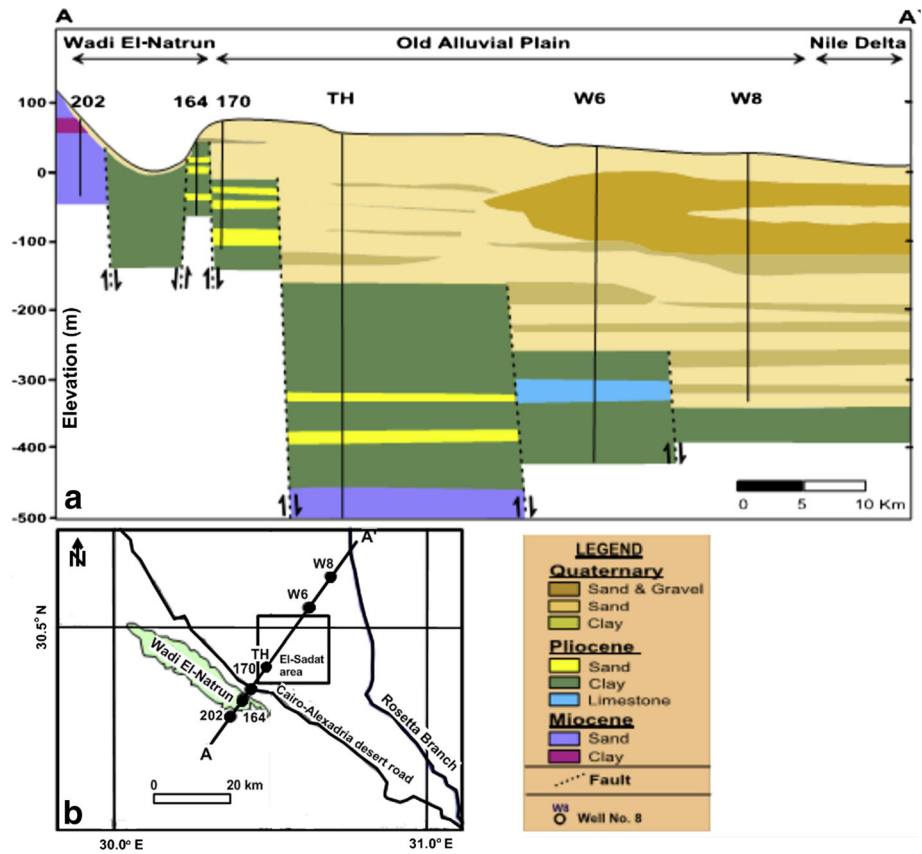 A A`
Wadi El-Natrun Old Alluvial Plain Nile Delta
202 164 170 TH W6 W8
100
0
-100
-200
-300
-400
-500
Elevation (m)
a
0 5 10 Km
N
A'
W8
W6
30.5° N
TH
170
El-Sadat
area
Wadi El-Natrun
202
164
A
Cairo-Alexadria desert road
Rosetta Branch
0 20 km
b
30.0° E 31.0° E
LEGEND
Quaternary
Sand & Gravel
Sand
Clay
Pliocene
Sand
Clay
Limestone
Miocene
Sand
Clay
Fault
W8
Well No. 8